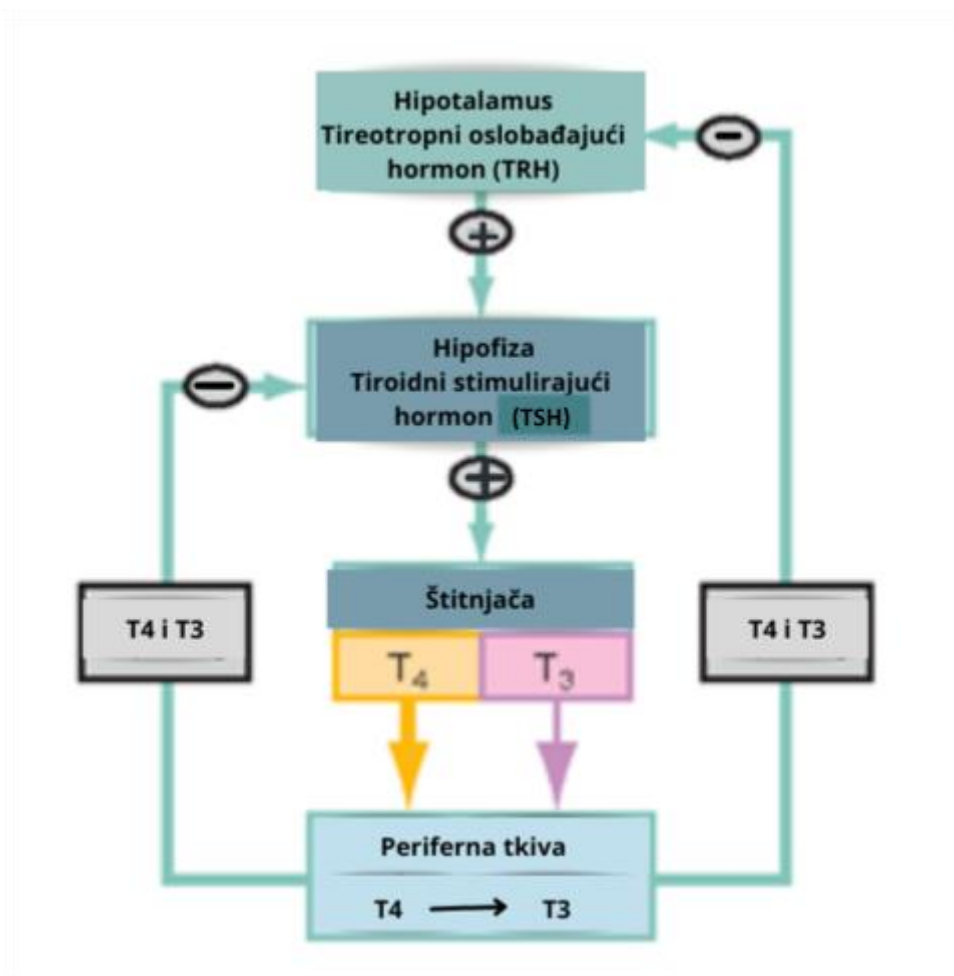 Hipotalamus
Tireotropni oslobađajući
hormon (TRH)
−
+
Hipofiza
Tiroidni stimulirajući
hormon (TSH)
−
+
Štitnjača
T4 i T3
T4 i T3
T₄ T₃
Periferna tkiva
T4 → T3